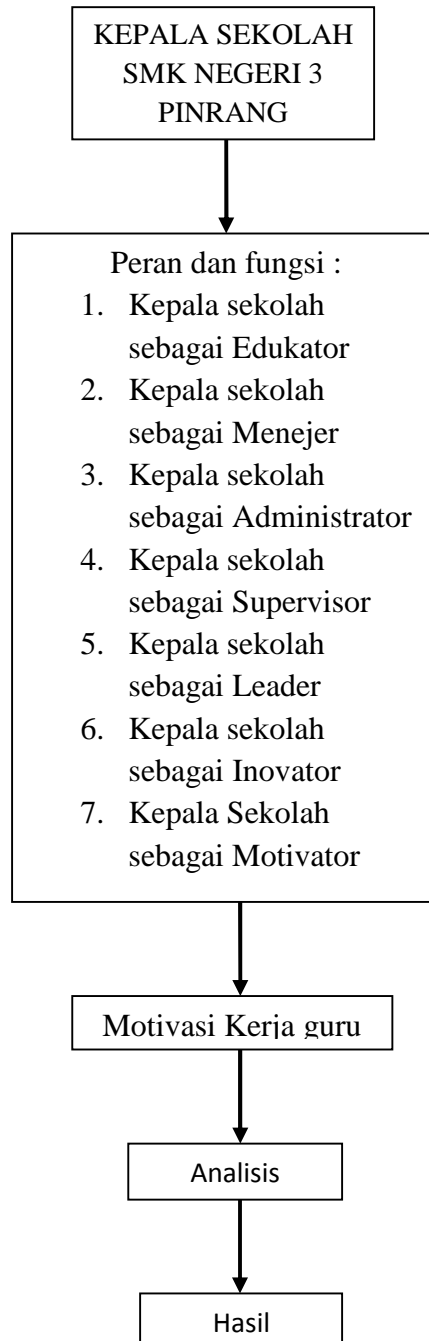 KEPALA SEKOLAH
SMK NEGERI 3
PINRANG
Peran dan fungsi :
1. Kepala sekolah
sebagai Edukator
2. Kepala sekolah
sebagai Menejer
3. Kepala sekolah
sebagai Administrator
4. Kepala sekolah
sebagai Supervisor
5. Kepala sekolah
sebagai Leader
6. Kepala sekolah
sebagai Inovator
7. Kepala Sekolah
sebagai Motivator
Motivasi Kerja guru
Analisis
Hasil